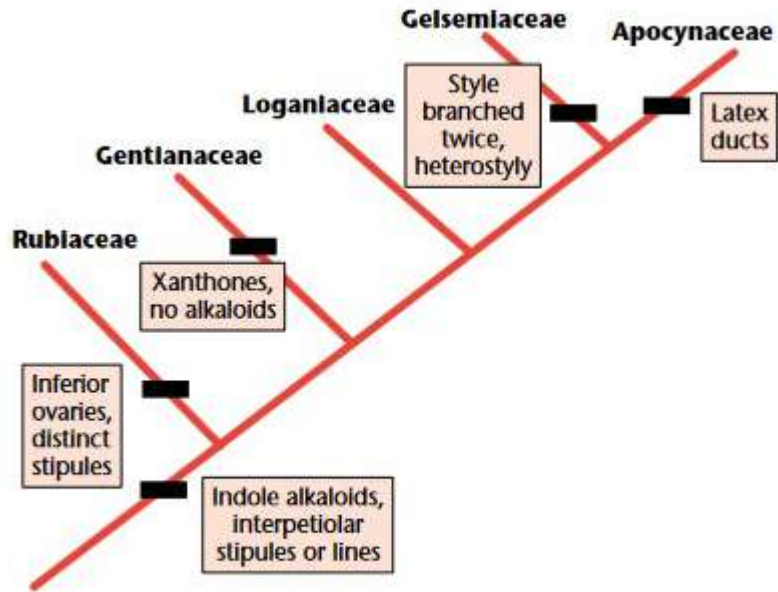 Gelsemiaceae
Apocynaceae
Style
branched
twice,
heterostyly
Loganiaceae
Latex
ducts
Gentianaceae
Rubiaceae
Xanthones,
no alkaloids
Inferior
ovaries,
distinct
stipules
Indole alkaloids,
interpetiolar
stipules or lines